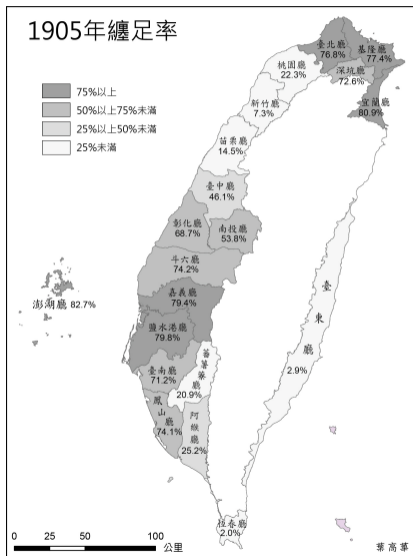 1905年纏足率
75%以上
50%以上75%未滿
25%以上50%未滿
25%未滿
臺北廳
76.8%
基隆廳
77.4%
桃園廳
22.3%
深坑廳
72.6%
新竹廳
7.3%
宜蘭廳
80.9%
苗栗廳
14.5%
臺中廳
46.1%
彰化廳
68.7%
南投廳
53.8%
斗六廳
74.2%
嘉義廳
79.4%
澎湖廳 82.7%
鹽水港廳
79.8%
臺東廳
2.9%
蕃薯藔廳
20.9%
臺南廳
71.2%
鳳山廳
74.1%
阿緱廳
25.2%
恆春廳
2.0%
0 25 50 100
公里
葉高華